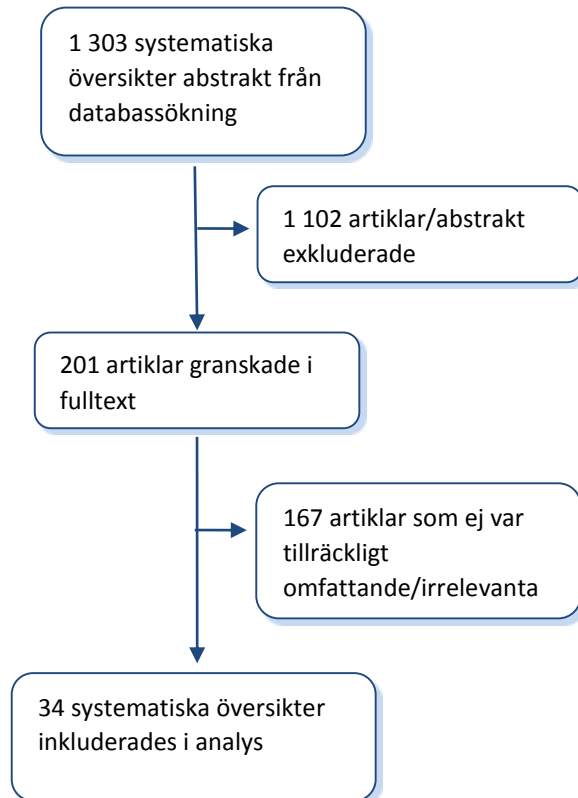 1 303 systematiska
översikter abstrakt från
databassökning
1 102 artiklar/abstrakt
exkluderade
201 artiklar granskade i
fulltext
167 artiklar som ej var
tillräckligt
omfattande/irrelevanta
34 systematiska översikter
inkluderades i analys